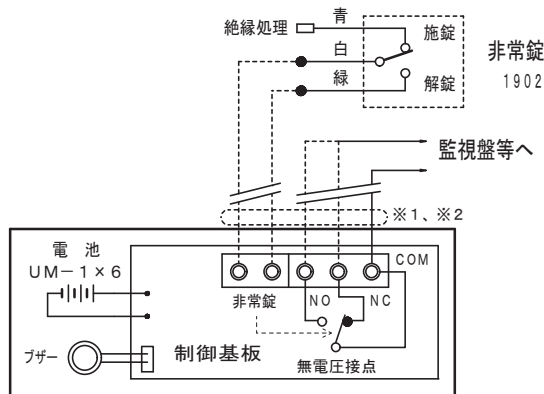 青
絶縁処理
施錠
白
非常錠
緑
解錠
1902
監視盤等へ
※1、※2
電池
COM
UM-1×6
非常錠
NO
NC
ブザー
制御基板
無電圧接点